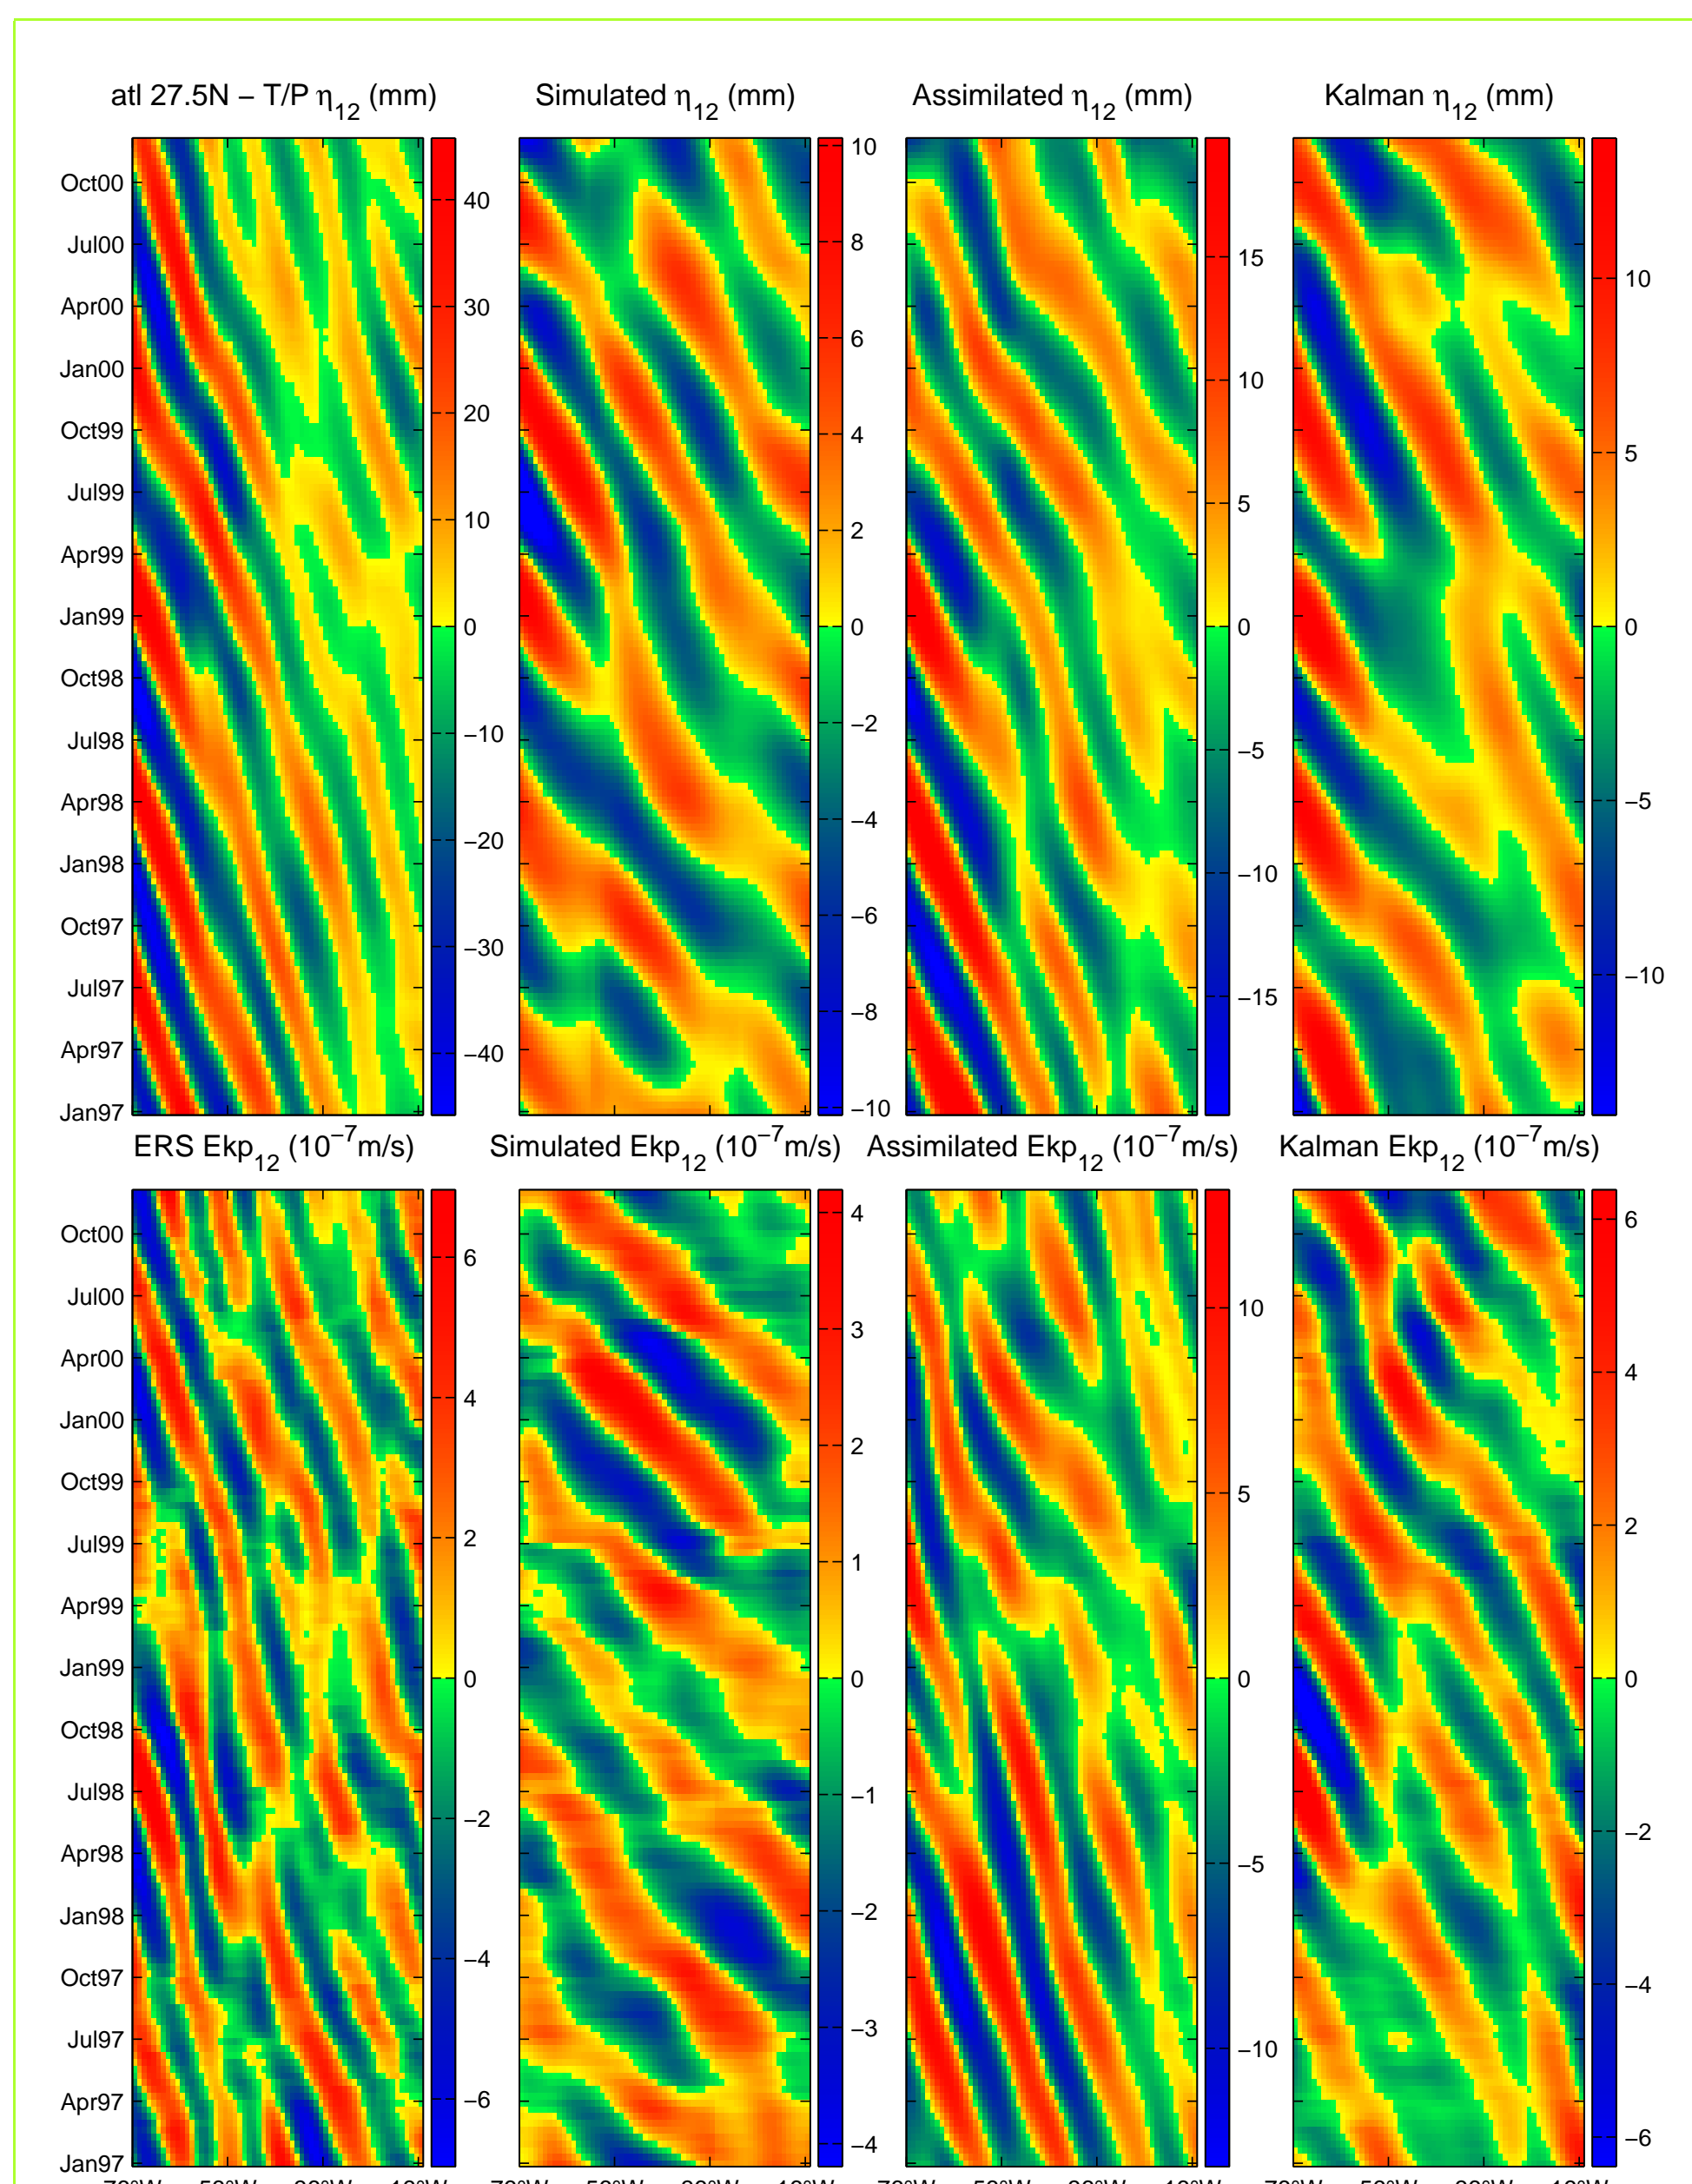 atl 27.5N − T/P η12 (mm)
Simulated η12 (mm)
Assimilated η12 (mm)
Kalman η12 (mm)
Oct00
Jul00
Apr00
Jan00
Oct99
Jul99
Apr99
Jan99
Oct98
Jul98
Apr98
Jan98
Oct97
Jul97
Apr97
Jan97
40
30
20
10
0
−10
−20
−30
−40
10
8
6
4
2
0
−2
−4
−6
−8
−10
15
10
5
0
−5
−10
−15
10
5
0
−5
−10
ERS Ekp12 (10−7m/s)
Simulated Ekp12 (10−7m/s)
Assimilated Ekp12 (10−7m/s)
Kalman Ekp12 (10−7m/s)
Oct00
Jul00
Apr00
Jan00
Oct99
Jul99
Apr99
Jan99
Oct98
Jul98
Apr98
Jan98
Oct97
Jul97
Apr97
Jan97
6
4
2
0
−2
−4
−6
4
3
2
1
0
−1
−2
−3
−4
10
5
0
−5
−10
6
4
2
0
−2
−4
−6